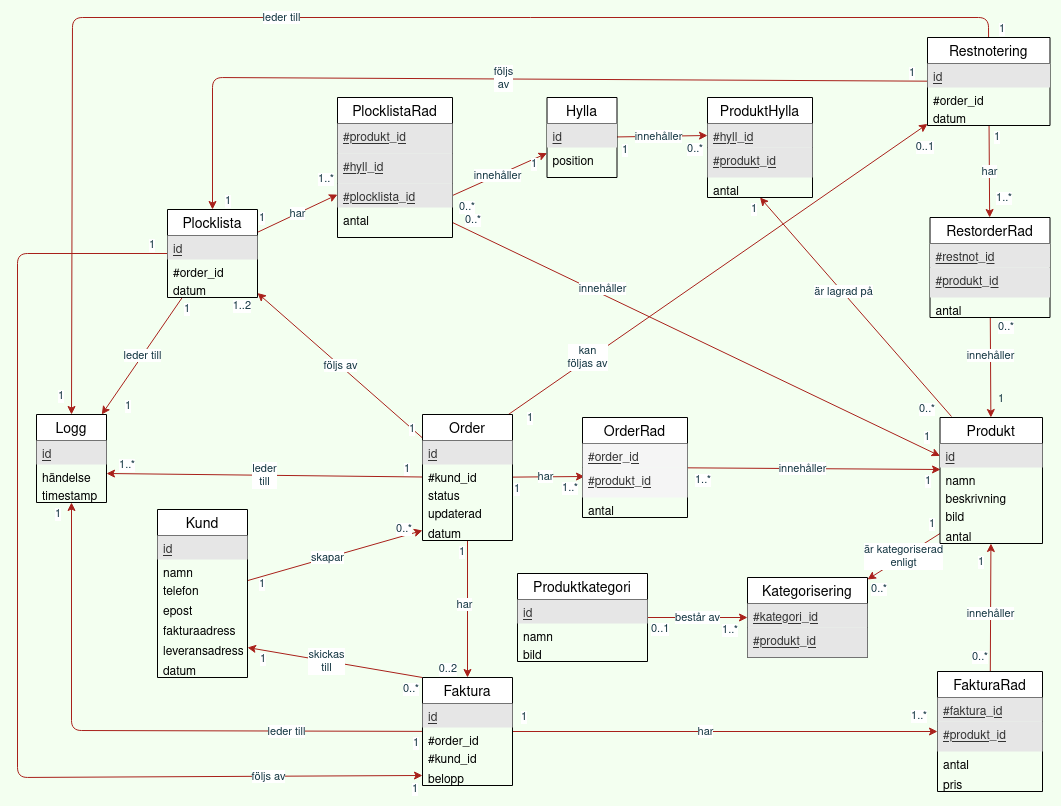 leder till
1
Restnotering
id
#order_id
datum
1
följs
av
1
0..1
1
har
1..*
PlocklistaRad
#produkt_id
#hyll_id
#plocklista_id
antal
1..*
0..*
0..*
innehåller
1
Hylla
id
position
innehåller
1
0..*
ProduktHylla
#hyll_id
#produkt_id
antal
1
Plocklista
id
#order_id
datum
1
har
1
1
1..2
1
RestorderRad
#restnot_id
#produkt_id
antal
0..*
innehåller
1
innehåller
är lagrad på
0..*
leder till
följs av
kan
följas av
1
1
1
1
Logg
id
händelse
timestamp
1..*
1
leder
till
1
Order
id
#kund_id
status
updaterad
datum
0..*
1
har
1..*
OrderRad
#order_id
#produkt_id
antal
innehåller
1..*
1
1
Produkt
id
namn
beskrivning
bild
antal
1
1
är kategoriserad
enligt
0..*
Kund
id
namn
telefon
epost
fakturaadress
leveransadress
datum
skapar
1
1
har
0..2
Produktkategori
id
namn
bild
består av
0..1
1..*
Kategorisering
#kategori_id
#produkt_id
innehåller
0..*
skickas
till
1
0..*
Faktura
id
#order_id
#kund_id
belopp
leder till
1
följs av
1
1
har
1..*
FakturaRad
#faktura_id
#produkt_id
antal
pris